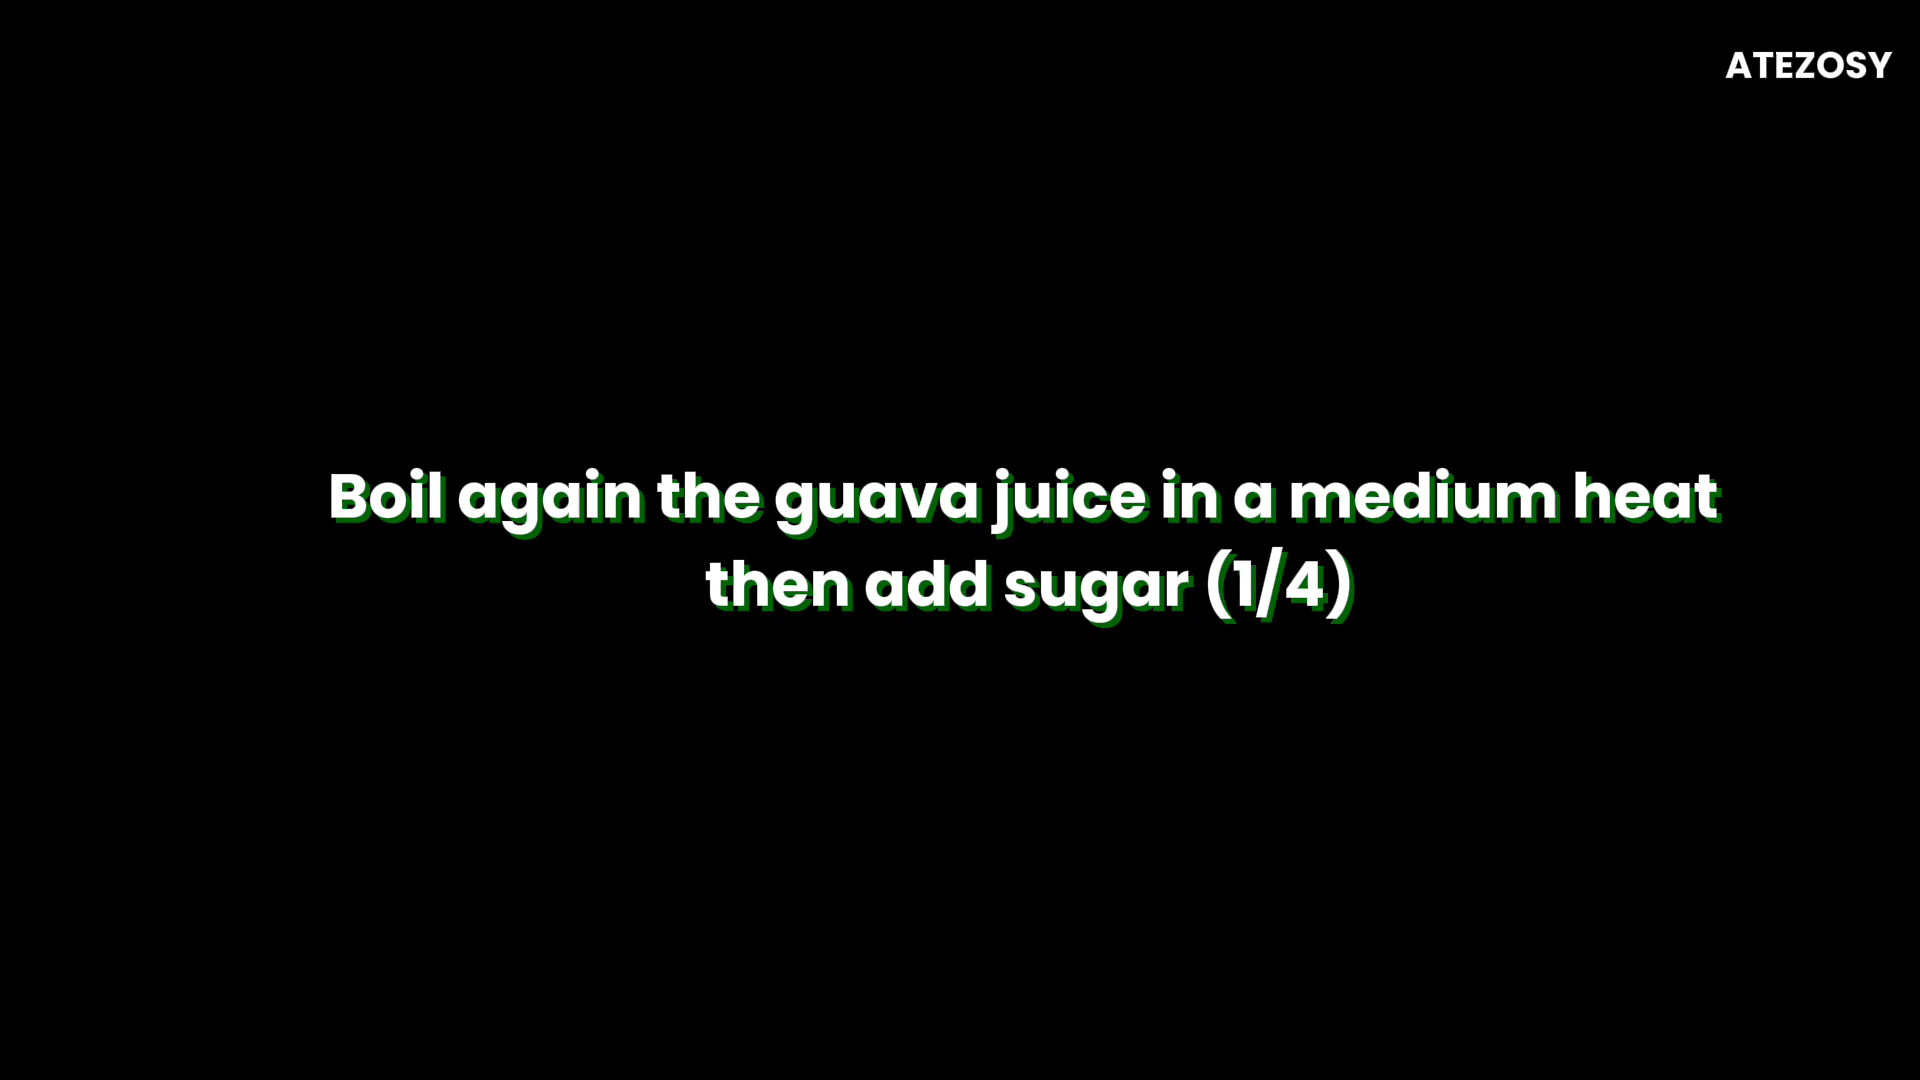 ATEZOSY
Boil again the guava juice in a medium heat
then add sugar (1/4)